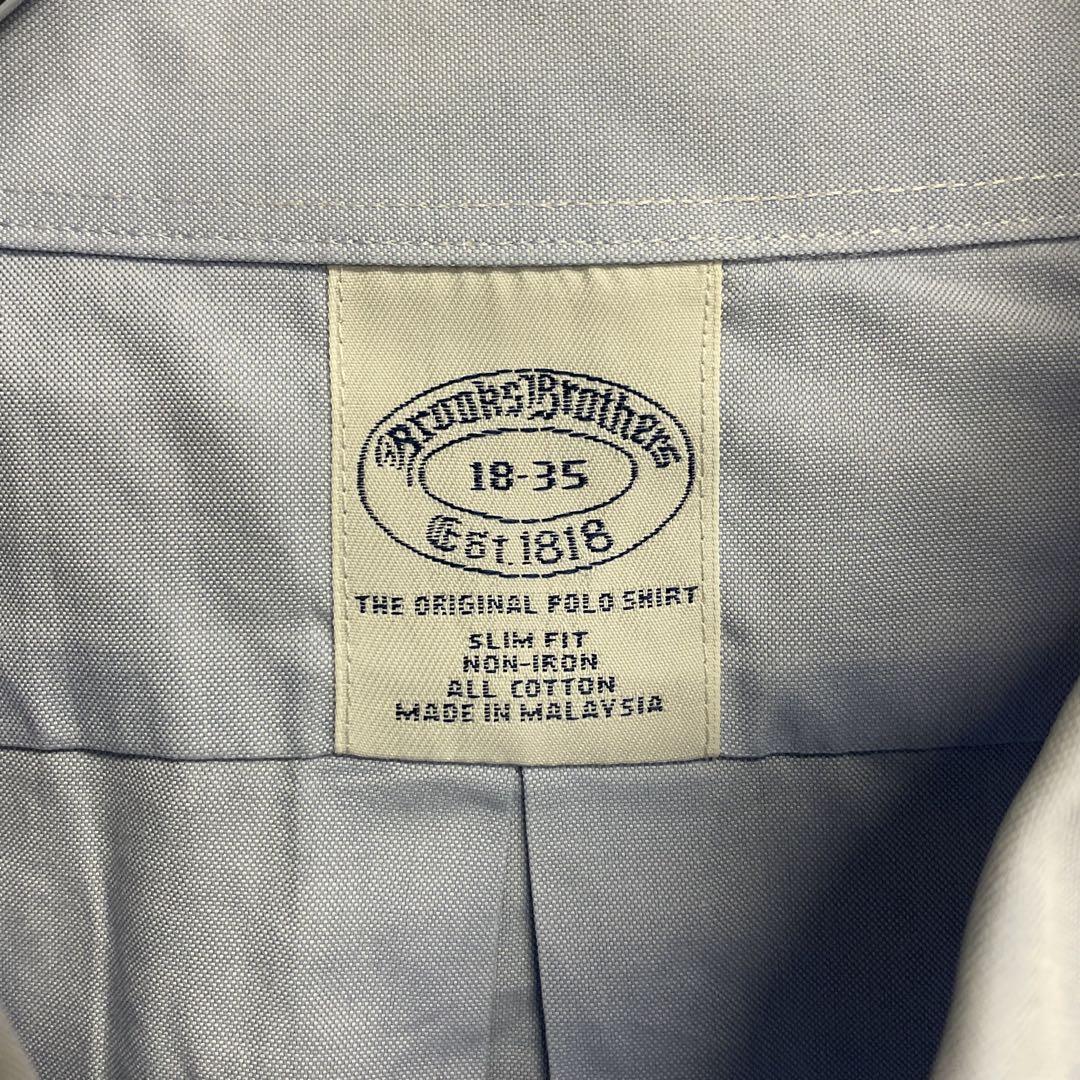 Brooks Brothers
18-35
Est. 1818
THE ORIGINAL POLO SHIRT
SLIM FIT
NON-IRON
ALL COTTON
MADE IN MALAYSIA